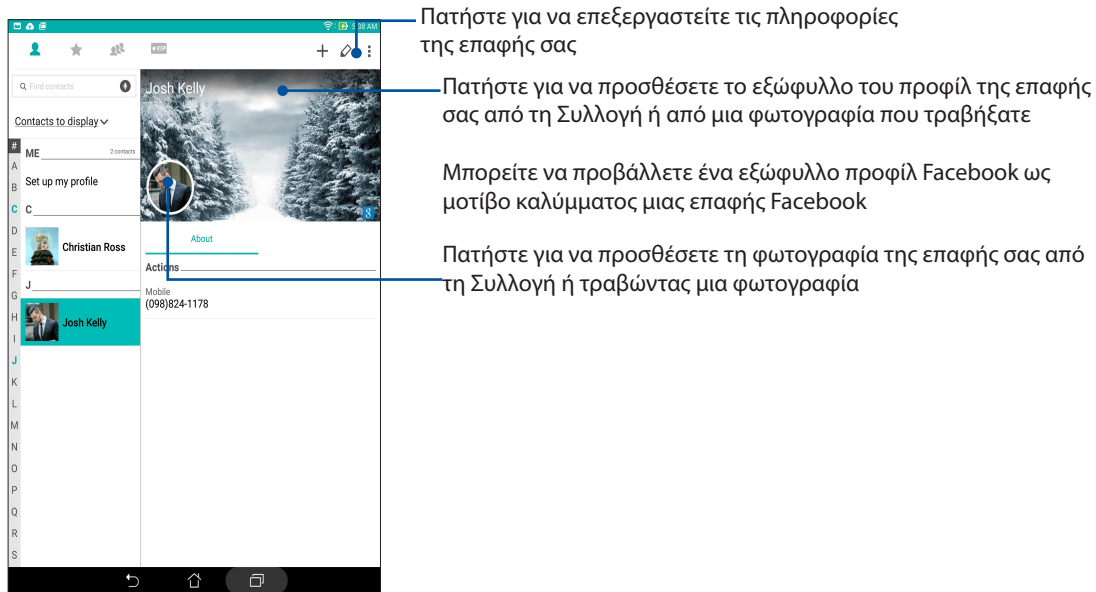 5:38 AM
VIP
Find contacts
Contacts to display
#
ME
2 contacts
A
B
Set up my profile
C
C
D
Christian Ross
E
F
J
G
H
Josh Kelly
I
J
K
L
M
N
O
P
Q
R
S
Josh Kelly
g
About
Actions
Mobile
(098)824-1178
Πατήστε για να επεξεργαστείτε τις πληροφορίες
της επαφής σας
Πατήστε για να προσθέσετε το εξώφυλλο του προφίλ της επαφής
σας από τη Συλλογή ή από μια φωτογραφία που τραβήξατε
Μπορείτε να προβάλλετε ένα εξώφυλλο προφίλ Facebook ως
μοτίβο καλύμματος μιας επαφής Facebook
Πατήστε για να προσθέσετε τη φωτογραφία της επαφής σας από
τη Συλλογή ή τραβώντας μια φωτογραφία